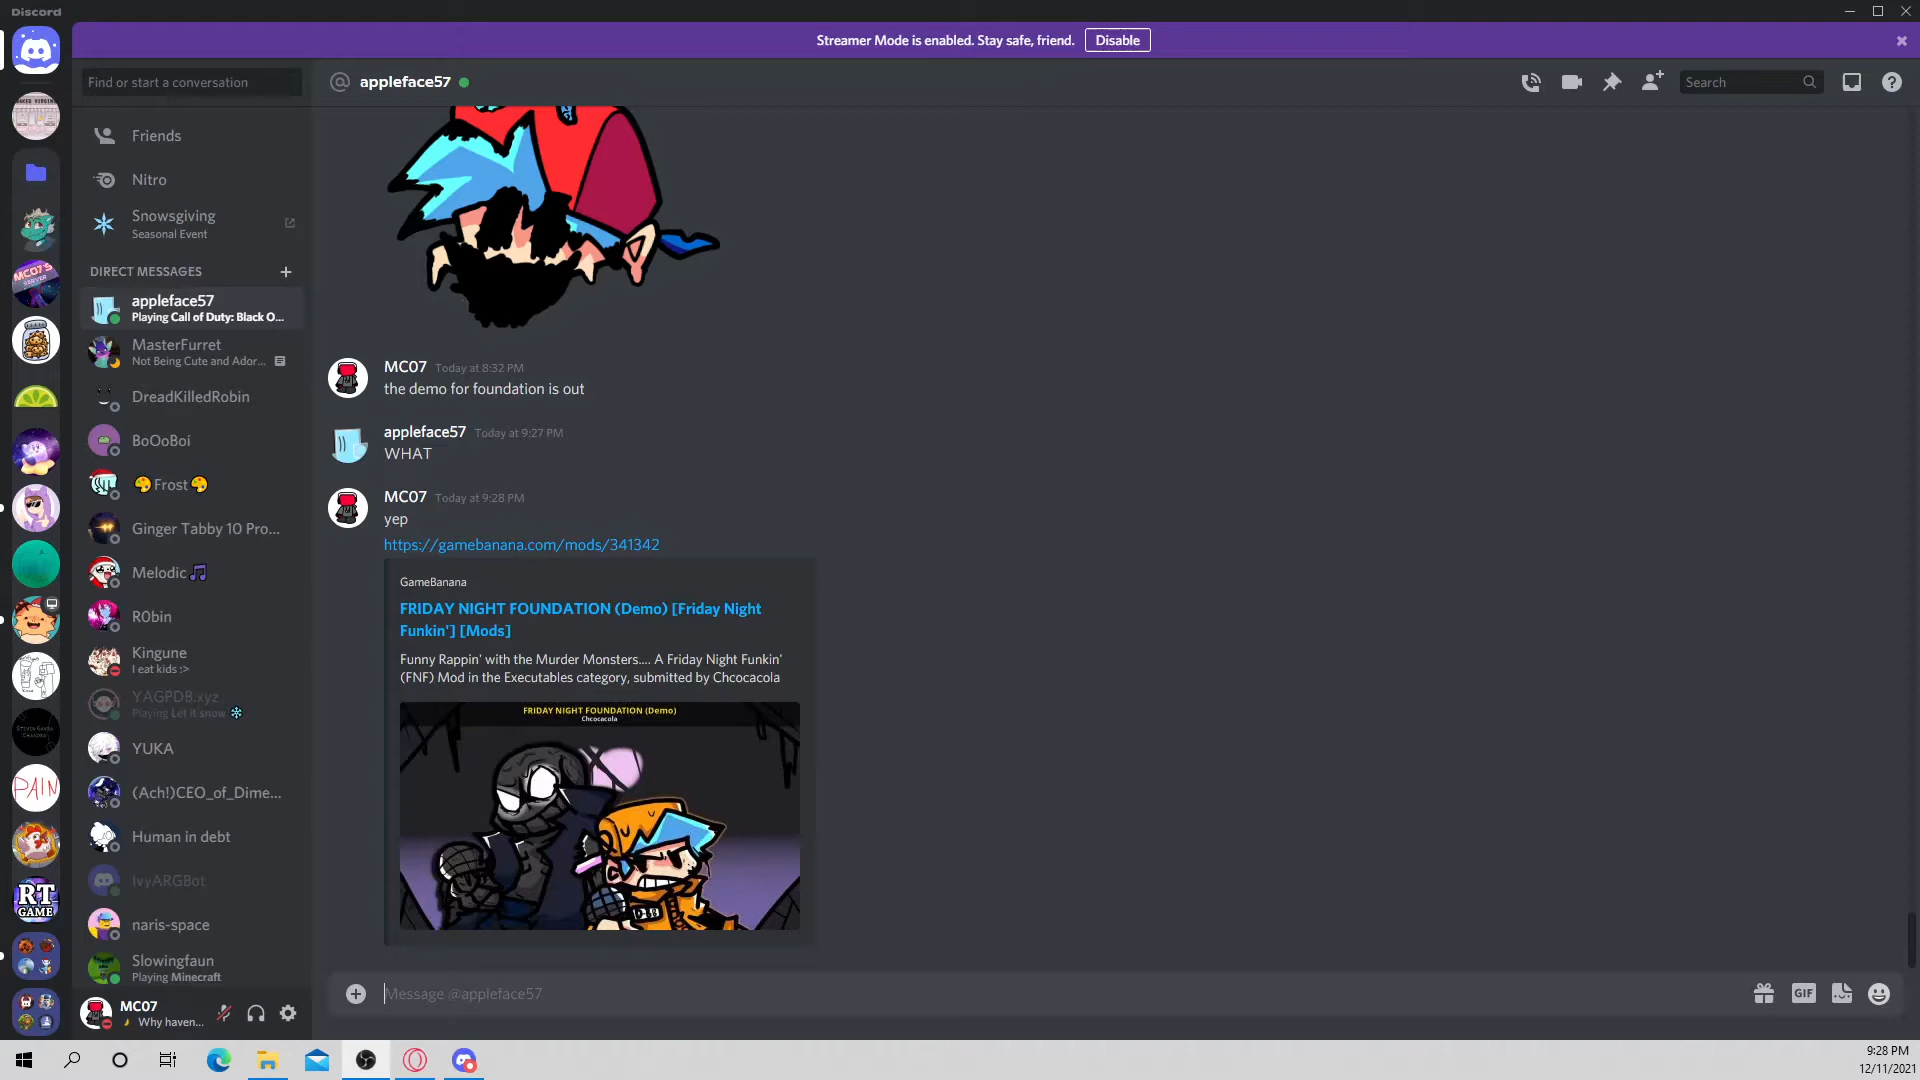 Discord
Streamer Mode is enabled. Stay safe, friend.
Disable
Find or start a conversation
appleface57
Search
Friends
Nitro
Snowsgiving
Seasonal Event
DIRECT MESSAGES
appleface57
Playing Call of Duty: Black O...
MasterFurret
Not Being Cute and Ador...
DreadKilledRobin
BoOoBoi
Frost
Ginger Tabby 10 Pro...
Melodic
R0bin
Kingune
I eat kids :>
YAGPDB.xyz
Playing Let it snow
YUKA
(Ach!)CEO_of_Dime...
Human in debt
IvyARGBot
naris-space
Slowingfaun
Playing Minecraft
MC07
Why haven...
MC07'S
SERVER
PAIN
RT
GAME
MC07 Today at 8:32 PM
the demo for foundation is out
appleface57 Today at 9:27 PM
WHAT
MC07 Today at 9:28 PM
yep
https://gamebanana.com/mods/341342
GameBanana
FRIDAY NIGHT FOUNDATION (Demo) [Friday Night
Funkin'] [Mods]
Funny Rappin' with the Murder Monsters.... A Friday Night Funkin'
(FNF) Mod in the Executables category, submitted by Chcocacola
FRIDAY NIGHT FOUNDATION (Demo)
Chcocacola
Message @appleface57
GIF
9:28 PM
12/11/2021